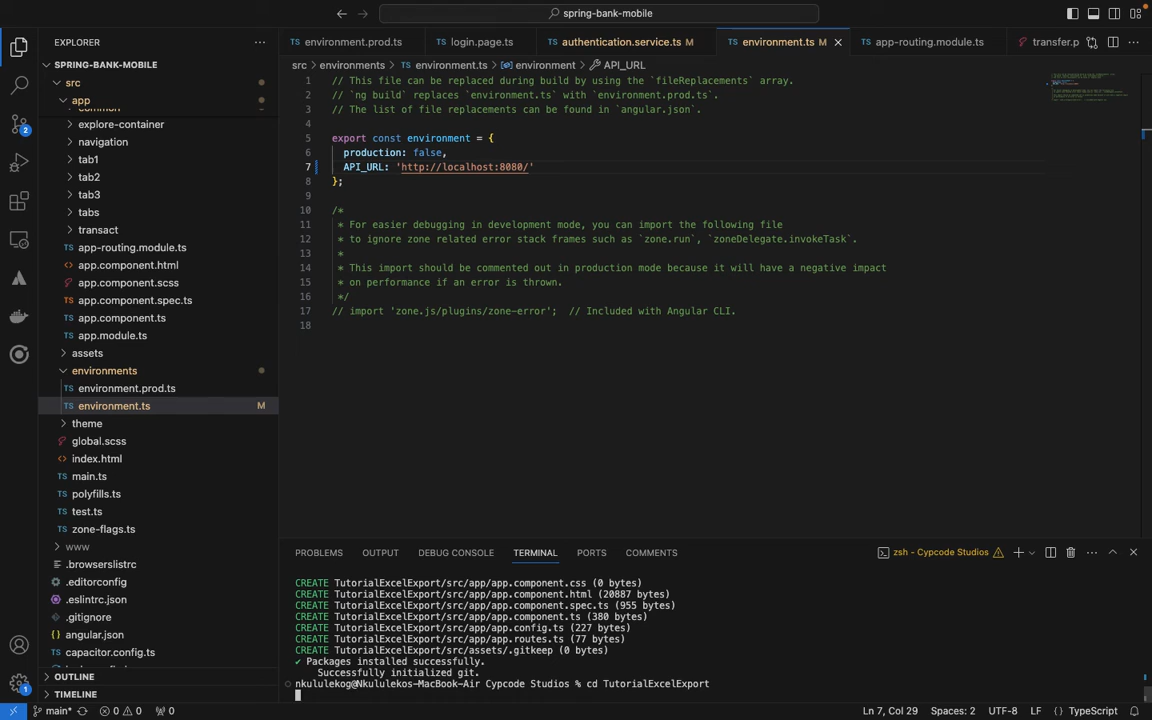 spring-bank-mobile
EXPLORER
environment.prod.ts
login.page.ts
authentication.service.ts M
environment.ts M
app-routing.module.ts
transfer.p
SPRING-BANK-MOBILE
src
app
explore-container
navigation
tab1
tab2
tab3
tabs
transact
TS app-routing.module.ts
app.component.html
app.component.scss
TS app.component.spec.ts
TS app.component.ts
TS app.module.ts
assets
environments
TS environment.prod.ts
TS environment.ts M
theme
global.scss
index.html
TS main.ts
TS polyfills.ts
TS test.ts
TS zone-flags.ts
www
.browserslistrc
.editorconfig
.eslintrc.json
.gitignore
angular.json
capacitor.config.ts
OUTLINE
TIMELINE
src > environments > TS environment.ts > environment > API_URL
1 // This file can be replaced during build by using the `fileReplacements` array.
2 // `ng build` replaces `environment.ts` with `environment.prod.ts`.
3 // The list of file replacements can be found in `angular.json`.
4
5 export const environment = {
6 production: false,
7 API_URL: 'http://localhost:8080/'
8 };
9
10 /*
11 * For easier debugging in development mode, you can import the following file
12 * to ignore zone related error stack frames such as `zone.run`, `zoneDelegate.invokeTask`.
13 *
14 * This import should be commented out in production mode because it will have a negative impact
15 * on performance if an error is thrown.
16 */
17 // import 'zone.js/plugins/zone-error';  // Included with Angular CLI.
18
PROBLEMS OUTPUT DEBUG CONSOLE TERMINAL PORTS COMMENTS
zsh - Cypcode Studios
CREATE TutorialExcelExport/src/app/app.component.css (0 bytes)
CREATE TutorialExcelExport/src/app/app.component.html (20887 bytes)
CREATE TutorialExcelExport/src/app/app.component.spec.ts (955 bytes)
CREATE TutorialExcelExport/src/app/app.component.ts (380 bytes)
CREATE TutorialExcelExport/src/app/app.config.ts (227 bytes)
CREATE TutorialExcelExport/src/app/app.routes.ts (77 bytes)
CREATE TutorialExcelExport/src/assets/.gitkeep (0 bytes)
✔ Packages installed successfully.
Successfully initialized git.
nkululekog@Nkululekos-MacBook-Air Cypcode Studios % cd TutorialExcelExport
main* 0 0 0
Ln 7, Col 29 Spaces: 2 UTF-8 LF {} TypeScript